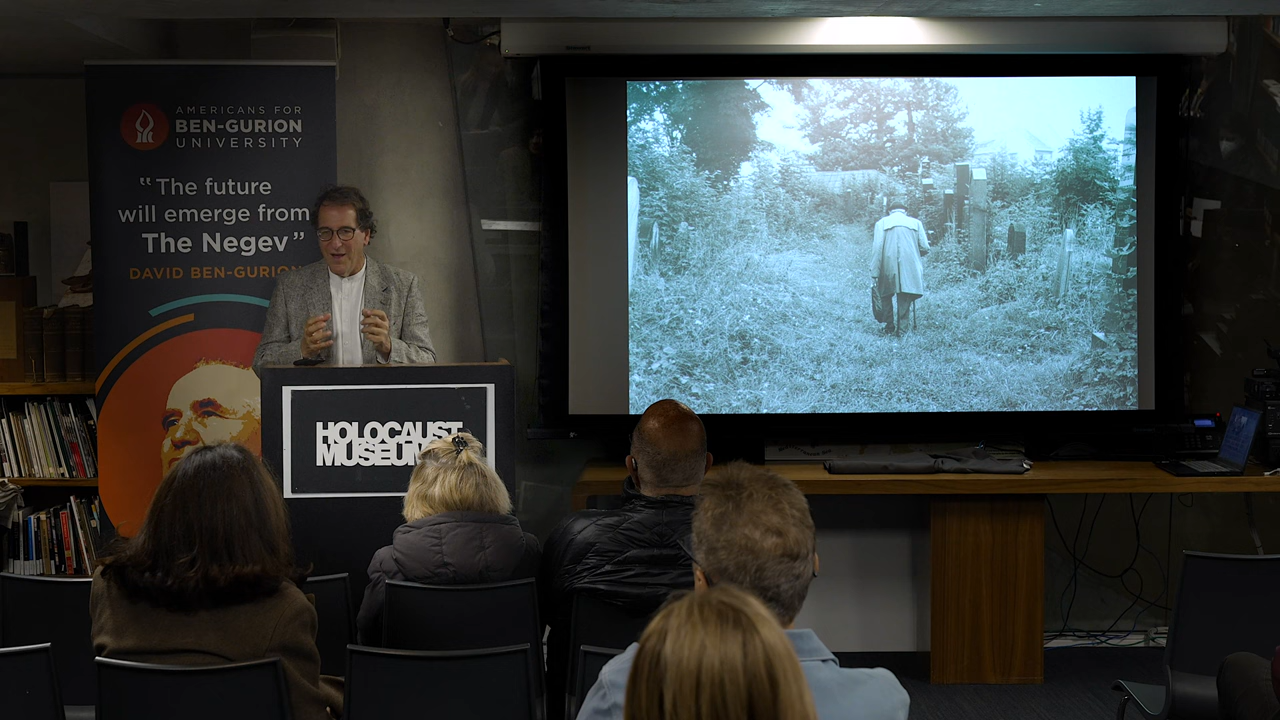 AMERICANS FOR
BEN-GURION
UNIVERSITY
"The future
will emerge from
The Negev"
DAVID BEN-GURION
HOLOCAUST
MUSEUM